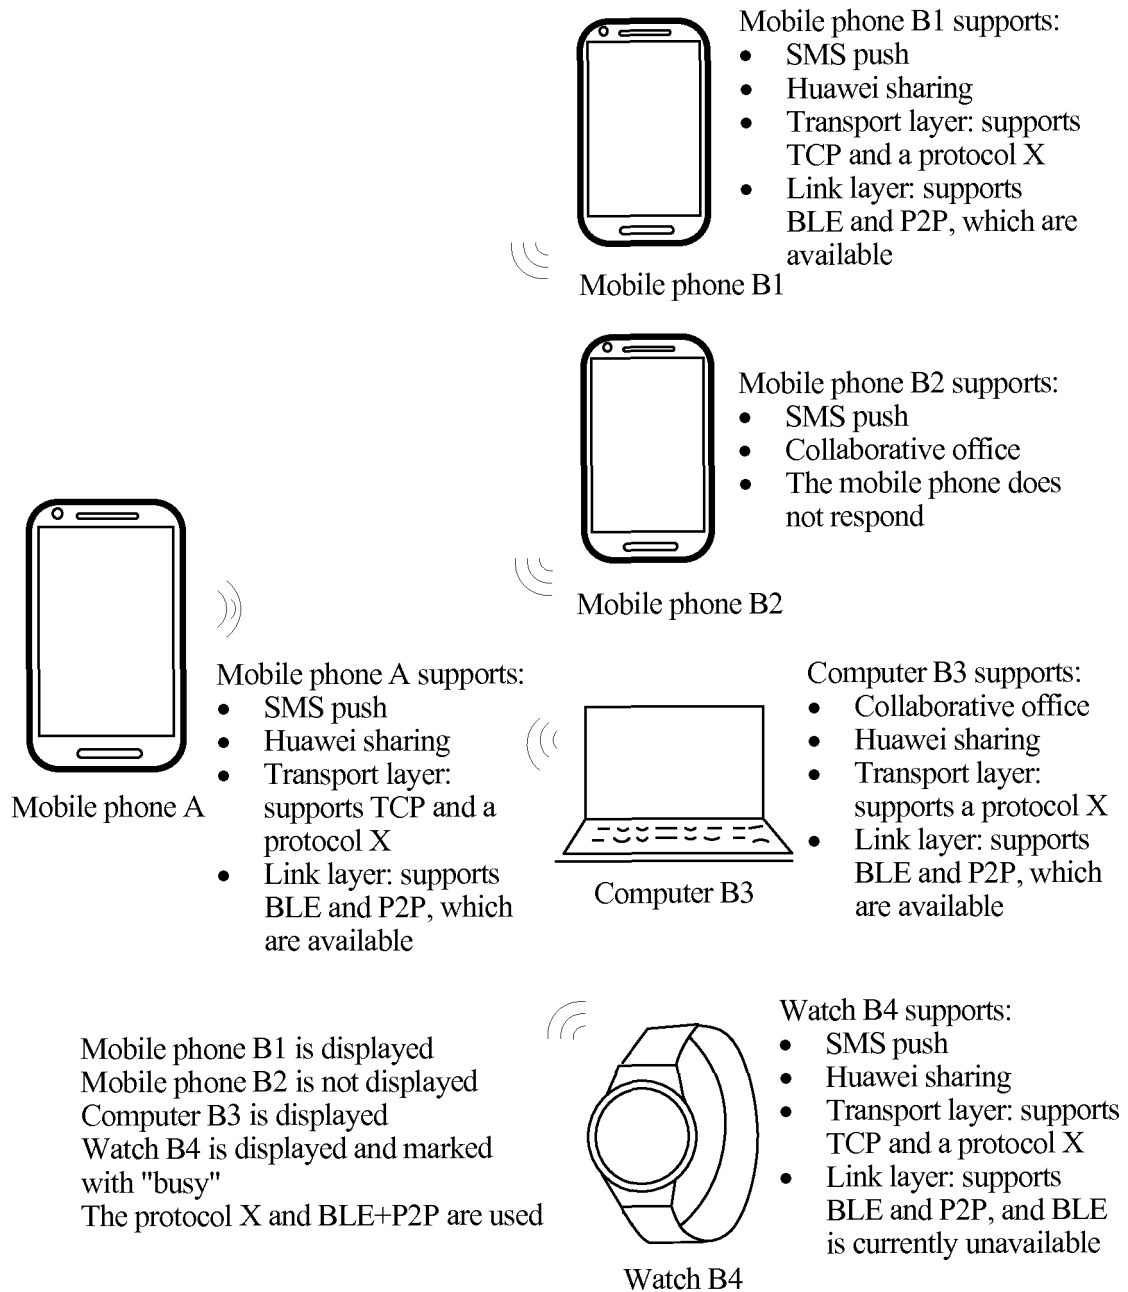 Mobile phone B1 supports:
• SMS push
• Huawei sharing
• Transport layer: supports
TCP and a protocol X
• Link layer: supports
BLE and P2P, which are
available
Mobile phone B1
Mobile phone B2 supports:
• SMS push
• Collaborative office
• The mobile phone does
not respond
Mobile phone B2
Mobile phone A supports:
• SMS push
• Huawei sharing
• Transport layer:
supports TCP and a
protocol X
• Link layer: supports
BLE and P2P, which
are available
Mobile phone A
Computer B3 supports:
• Collaborative office
• Huawei sharing
• Transport layer:
supports a protocol X
• Link layer: supports
BLE and P2P, which
are available
Computer B3
Mobile phone B1 is displayed
Mobile phone B2 is not displayed
Computer B3 is displayed
Watch B4 is displayed and marked
with "busy"
The protocol X and BLE+P2P are used
Watch B4 supports:
• SMS push
• Huawei sharing
• Transport layer: supports
TCP and a protocol X
• Link layer: supports
BLE and P2P, and BLE
is currently unavailable
Watch B4